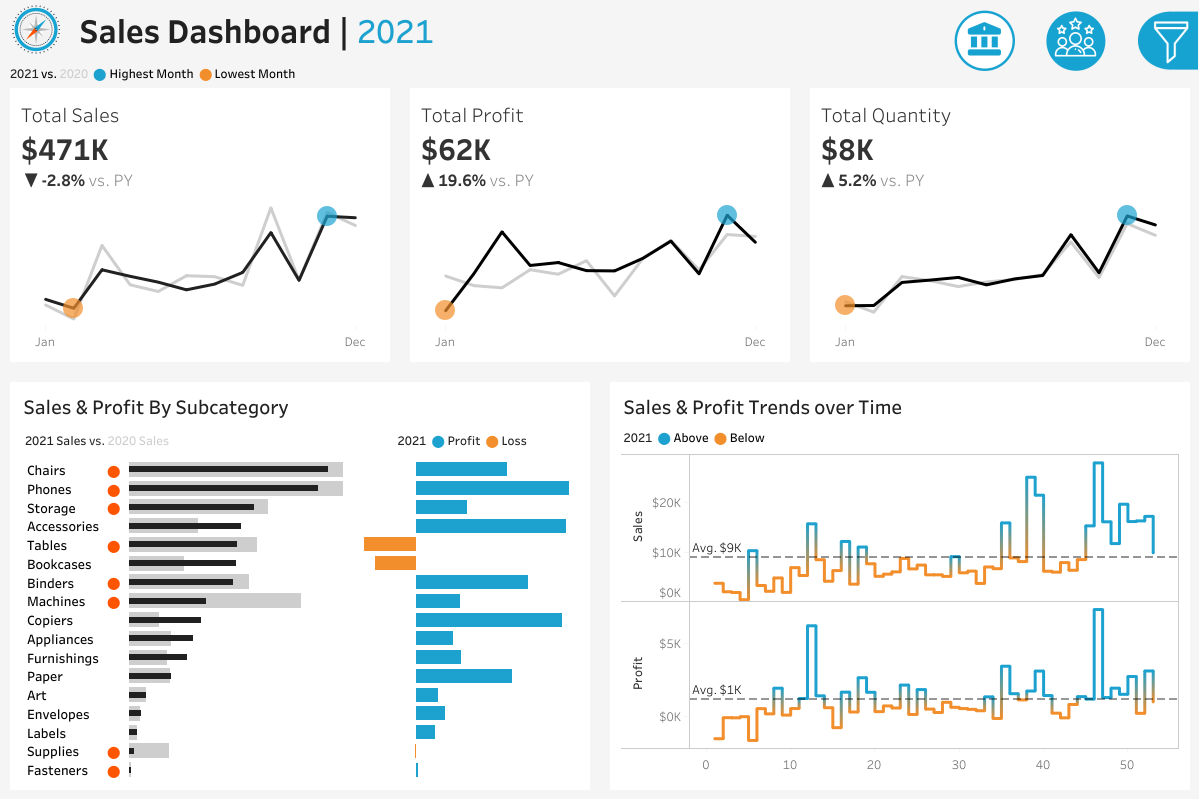 Sales Dashboard | 2021
2021 vs. 2020 Highest Month Lowest Month
Total Sales
$471K
▼ -2.8% vs. PY
Jan Dec
Total Profit
$62K
▲ 19.6% vs. PY
Jan Dec
Total Quantity
$8K
▲ 5.2% vs. PY
Jan Dec
Sales & Profit By Subcategory
2021 Sales vs. 2020 Sales
2021 Profit Loss
Chairs
Phones
Storage
Accessories
Tables
Bookcases
Binders
Machines
Copiers
Appliances
Furnishings
Paper
Art
Envelopes
Labels
Supplies
Fasteners
Sales & Profit Trends over Time
2021 Above Below
Sales
$20K
$10K
$0K
Avg. $9K
Profit
$5K
$0K
Avg. $1K
0 10 20 30 40 50